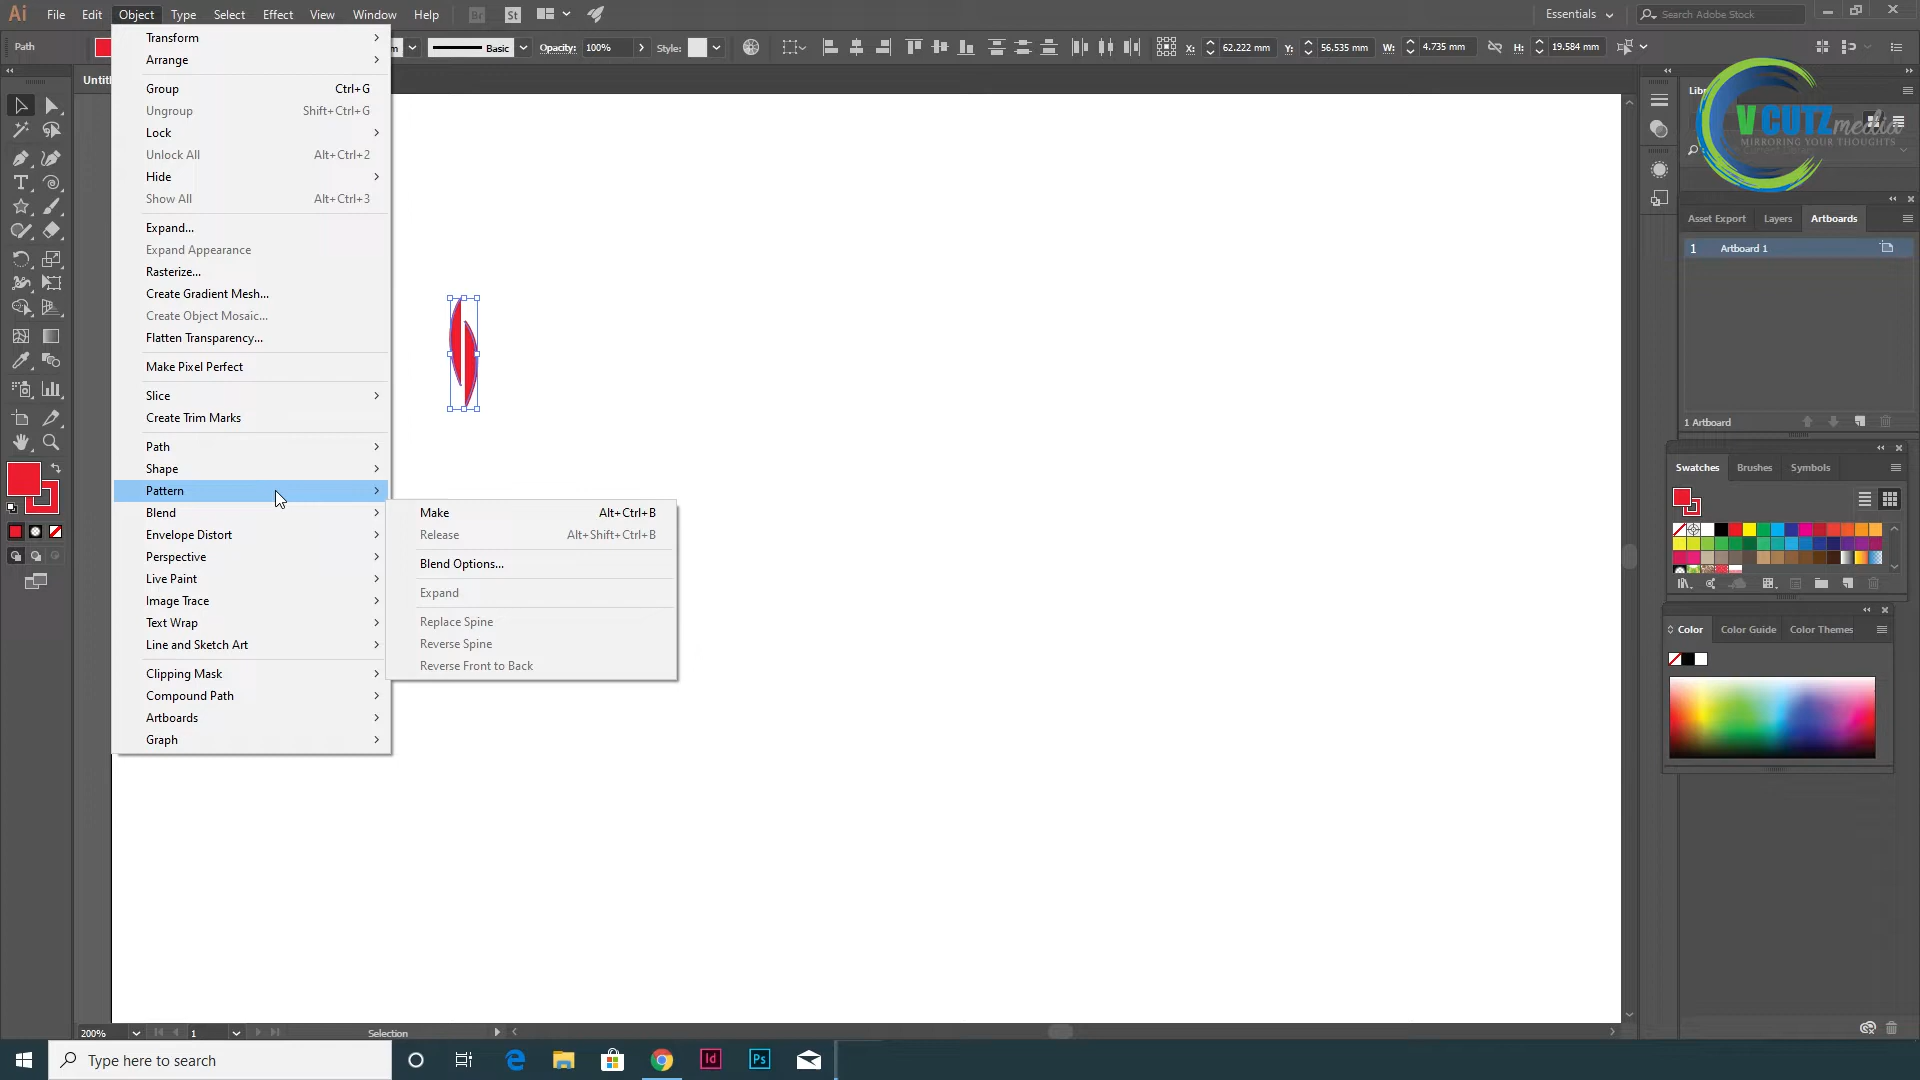 Ai File Edit Object Type Select Effect View Window Help Br St Essentials Search Adobe Stock
Path Basic Opacity: 100% Style: X: 62.222 mm Y: 56.535 mm W: 4.735 mm H: 19.584 mm
Transform
Arrange
Group Ctrl+G
Ungroup Shift+Ctrl+G
Lock
Unlock All Alt+Ctrl+2
Hide
Show All Alt+Ctrl+3
Expand...
Expand Appearance
Rasterize...
Create Gradient Mesh...
Create Object Mosaic...
Flatten Transparency...
Make Pixel Perfect
Slice
Create Trim Marks
Path
Shape
Pattern
Blend
Envelope Distort
Perspective
Live Paint
Image Trace
Text Wrap
Line and Sketch Art
Clipping Mask
Compound Path
Artboards
Graph
Make Alt+Ctrl+B
Release Alt+Shift+Ctrl+B
Blend Options...
Expand
Replace Spine
Reverse Spine
Reverse Front to Back
V CUTZ media
MIRRORING YOUR THOUGHTS
Asset Export Layers Artboards
1 Artboard 1
1 Artboard
Swatches Brushes Symbols
Color Color Guide Color Themes
200% 1 Selection
Type here to search Id Ps